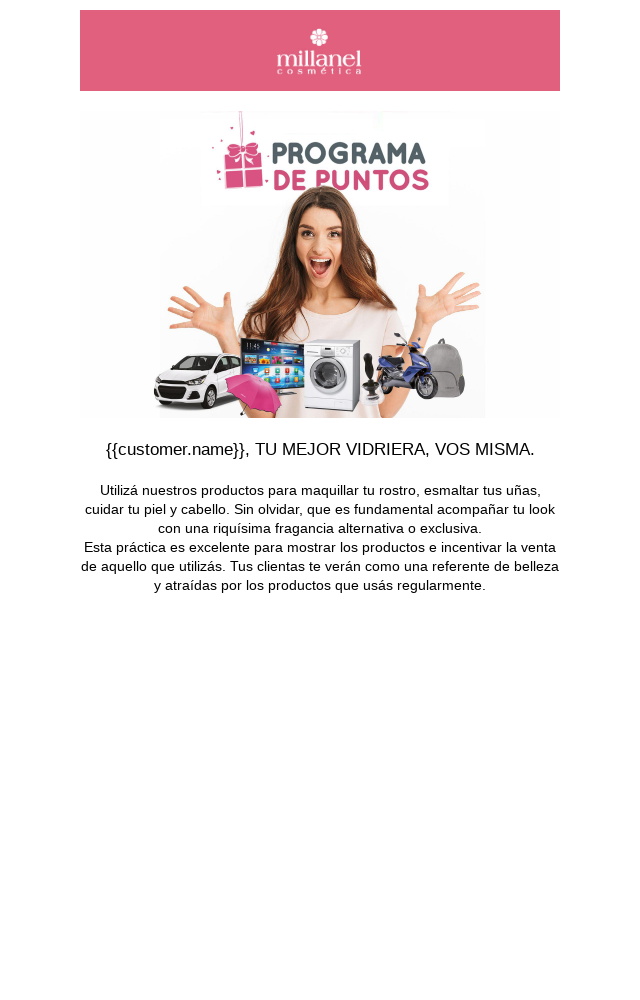 millanel
cosmética
PROGRAMA
DE PUNTOS
11:45
{{customer.name}}, TU MEJOR VIDRIERA, VOS MISMA.
Utilizá nuestros productos para maquillar tu rostro, esmaltar tus uñas,
cuidar tu piel y cabello. Sin olvidar, que es fundamental acompañar tu look
con una riquísima fragancia alternativa o exclusiva.
Esta práctica es excelente para mostrar los productos e incentivar la venta
de aquello que utilizás. Tus clientas te verán como una referente de belleza
y atraídas por los productos que usás regularmente.